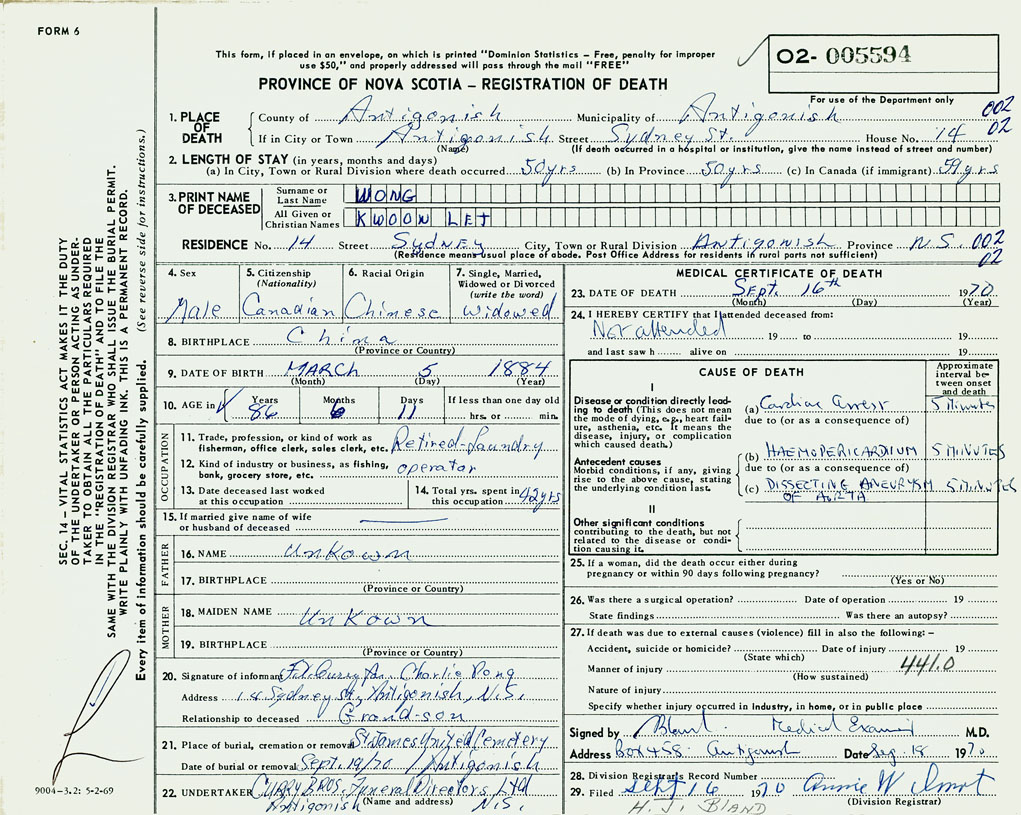 FORM 6
This form, if placed in an envelope, on which is printed "Dominion Statistics – Free, penalty for improper
use $50," and properly addressed will pass through the mail "FREE"
PROVINCE OF NOVA SCOTIA – REGISTRATION OF DEATH
02- 005594
For use of the Department only
1. PLACE OF DEATH County of Antigonish Municipality of Antigonish 002
If in City or Town Antigonish Street Sydney St. House No. 14 02
(Name) (If death occurred in a hospital or institution, give the name instead of street and number)
2. LENGTH OF STAY (in years, months and days)
(a) In City, Town or Rural Division where death occurred 50 yrs (b) In Province 50 yrs (c) In Canada (if immigrant) 59 yrs
3. PRINT NAME OF DECEASED Surname or Last Name WONG
All Given or Christian Names KWOON LET
RESIDENCE No. 14 Street Sydney City, Town or Rural Division Antigonish Province N.S. 002
(Residence means usual place of abode. Post Office Address for residents in rural parts not sufficient) 02
4. Sex Male
5. Citizenship (Nationality) Canadian
6. Racial Origin Chinese
7. Single, Married, Widowed or Divorced (write the word) Widowed
8. BIRTHPLACE China
(Province or Country)
9. DATE OF BIRTH MARCH 5 1884
(Month) (Day) (Year)
10. AGE in Years 86 Months 6 Days 11 If less than one day old
hrs. or min.
OCCUPATION
11. Trade, profession, or kind of work as
fisherman, office clerk, sales clerk, etc. Retired-Laundry
12. Kind of industry or business, as fishing,
bank, grocery store, etc. operator
13. Date deceased last worked
at this occupation
14. Total yrs. spent in
this occupation 42 yrs
15. If married give name of wife
or husband of deceased
FATHER
16. NAME Unkown
17. BIRTHPLACE
(Province or Country)
MOTHER
18. MAIDEN NAME Unkown
19. BIRTHPLACE
(Province or Country)
20. Signature of informant Charlie Wong
Address 14 Sydney St, Antigonish, N.S.
Relationship to deceased Grand-son
21. Place of burial, cremation or removal St. James United Cemetery
Date of burial or removal Sept. 19/70 Antigonish
22. UNDERTAKER CURRY BROS. Funeral Directors Ltd
Antigonish (Name and address) N.S.
MEDICAL CERTIFICATE OF DEATH
23. DATE OF DEATH SEPT. 16th 1970
(Month) (Day) (Year)
24. I HEREBY CERTIFY that I attended deceased from:
Not attended 19 to 19
and last saw h alive on 19
CAUSE OF DEATH
Approximate interval between onset and death
I
Disease or condition directly leading to death (This does not mean the mode of dying, e.g., heart failure, asthenia, etc. It means the disease, injury, or complication which caused death.)
(a) Cardiac arrest 5 minutes
due to (or as a consequence of)
Antecedent causes
Morbid conditions, if any, giving rise to the above cause, stating the underlying condition last.
(b) HAEMOPERICARDIUM 5 MINUTES
due to (or as a consequence of)
(c) DISSECTING ANEURYSM 5 MINUTES
OF AORTA
II
Other significant conditions contributing to the death, but not related to the disease or condition causing it.
25. If a woman, did the death occur either during
pregnancy or within 90 days following pregnancy?
(Yes or No)
26. Was there a surgical operation? Date of operation 19
State findings Was there an autopsy?
27. If death was due to external causes (violence) fill in also the following: –
Accident, suicide or homicide? Date of injury 19
(State which)
Manner of injury 441.0
(How sustained)
Nature of injury
Specify whether injury occurred in industry, in home, or in public place
Signed by Bland Medical Examiner M.D.
Address Box 458 Antigonish Date Sep. 18 1970
28. Division Registrar's Record Number
29. Filed Sept 16 1970 Annie W
H. J. BLAND (Division Registrar)
SEC. 14 – VITAL STATISTICS ACT MAKES IT THE DUTY
OF THE UNDERTAKER OR PERSON ACTING AS UNDER-
TAKER TO OBTAIN ALL THE PARTICULARS REQUIRED
IN THE "REGISTRATION OF DEATH" AND TO FILE THE
SAME WITH THE DIVISION REGISTRAR WHO SHALL ISSUE THE BURIAL PERMIT.
WRITE PLAINLY WITH UNFADING INK. THIS IS A PERMANENT RECORD.
Every item of information should be carefully supplied. (See reverse side for instructions.)
9004-3.2: 5-2-69